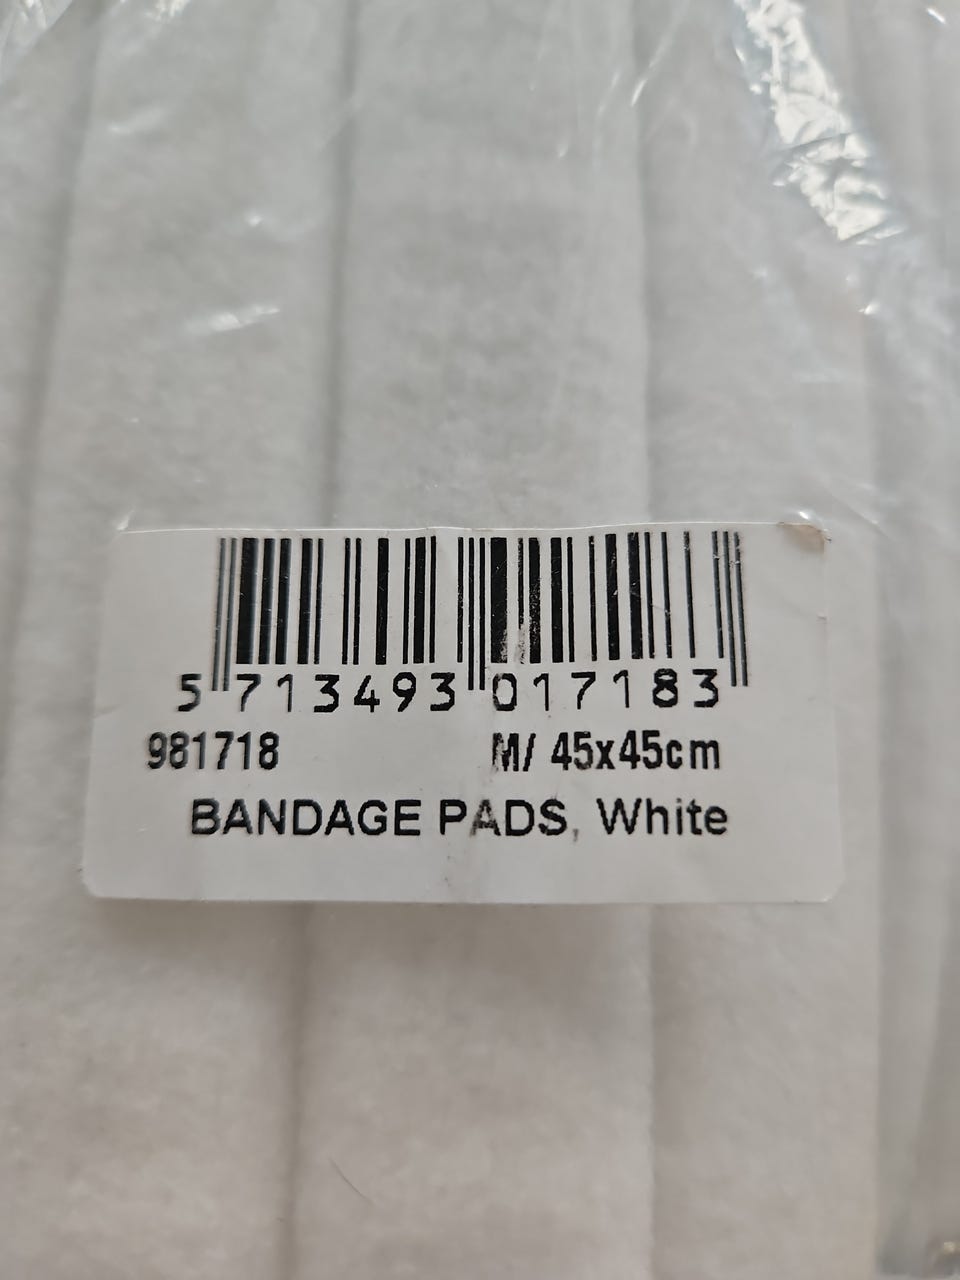 5 713493 017183
981718 M/ 45x45cm
BANDAGE PADS, White